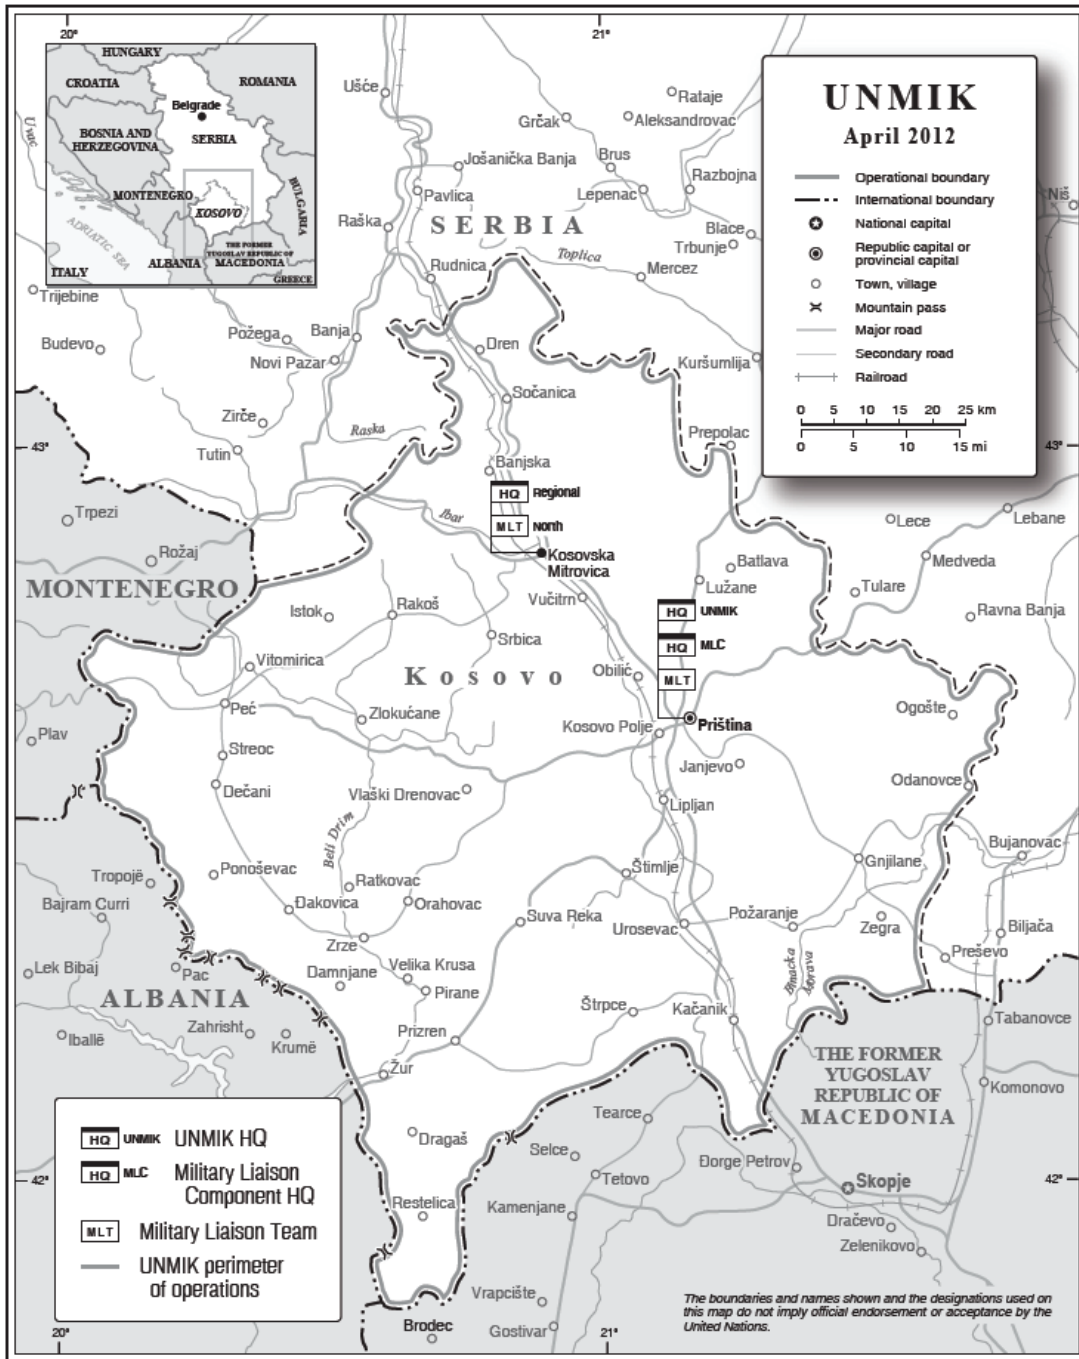 20°
21°
HUNGARY
CROATIA
ROMANIA
Belgrade
BOSNIA AND
HERZEGOVINA
SERBIA
MONTENEGRO
KOSOVO
BULGARIA
ADRIATIC SEA
THE FORMER
YUGOSLAV REPUBLIC OF
MACEDONIA
ITALY
ALBANIA
GREECE
Uvac
UNMIK
April 2012
Operational boundary
International boundary
National capital
Republic capital or
provincial capital
Town, village
Mountain pass
Major road
Secondary road
Railroad
0 5 10 15 20 25 km
0 5 10 15 mi
Ušće
Rataje
Grčak
Aleksandrovac
Jošanička Banja
Brus
Lepenac
Razbojna
Niš
Pavlica
Raška
SERBIA
Blace
Trbunje
Toplica
Mercez
Rudnica
Trijebine
Budevo
Požega
Banja
Novi Pazar
Dren
Kuršumlija
Sočanica
Zirče
Raska
Tutin
43°
Prepolac
43°
Banjska
HQ Regional
MLT North
Ibar
Trpezi
Rožaj
Kosovska
Mitrovica
Lece
Lebane
Medveda
Batlava
Lužane
Tulare
Ravna Banja
MONTENEGRO
Istok
Rakoš
Vučitrn
Srbica
HQ UNMIK
HQ MLC
MLT
Vitomirica
Kosovo
Obilić
Peć
Zlokućane
Kosovo Polje
Priština
Ogošte
Plav
Streoc
Janjevo
Dečani
Vlaški Drenovac
Lipljan
Odanovce
Beli Drim
Bujanovac
Gnjilane
Tropojë
Ponoševac
Štimlje
Bajram Curri
Ratkovac
Đakovica
Orahovac
Suva Reka
Urosevac
Požaranje
Zegra
Biljača
Zrze
Preševo
Lek Bibaj
Pac
Damnjane
Velika Krusa
Pirane
Binacka
Morava
ALBANIA
Štrpce
Kačanik
Tabanovce
Iballë
Zahrisht
Krumë
Prizren
Žur
THE FORMER
YUGOSLAV
REPUBLIC OF
MACEDONIA
Komonovo
Tearce
Dragaš
Selce
Đorge Petrov
Tetovo
42°
42°
Skopje
Restelica
Kamenjane
Dračevo
Zelenikovo
HQ UNMIK UNMIK HQ
HQ MLC Military Liaison
Component HQ
MLT Military Liaison Team
UNMIK perimeter
of operations
Vrapcište
Brodec
Gostivar
The boundaries and names shown and the designations used on
this map do not imply official endorsement or acceptance by the
United Nations.
20°
21°